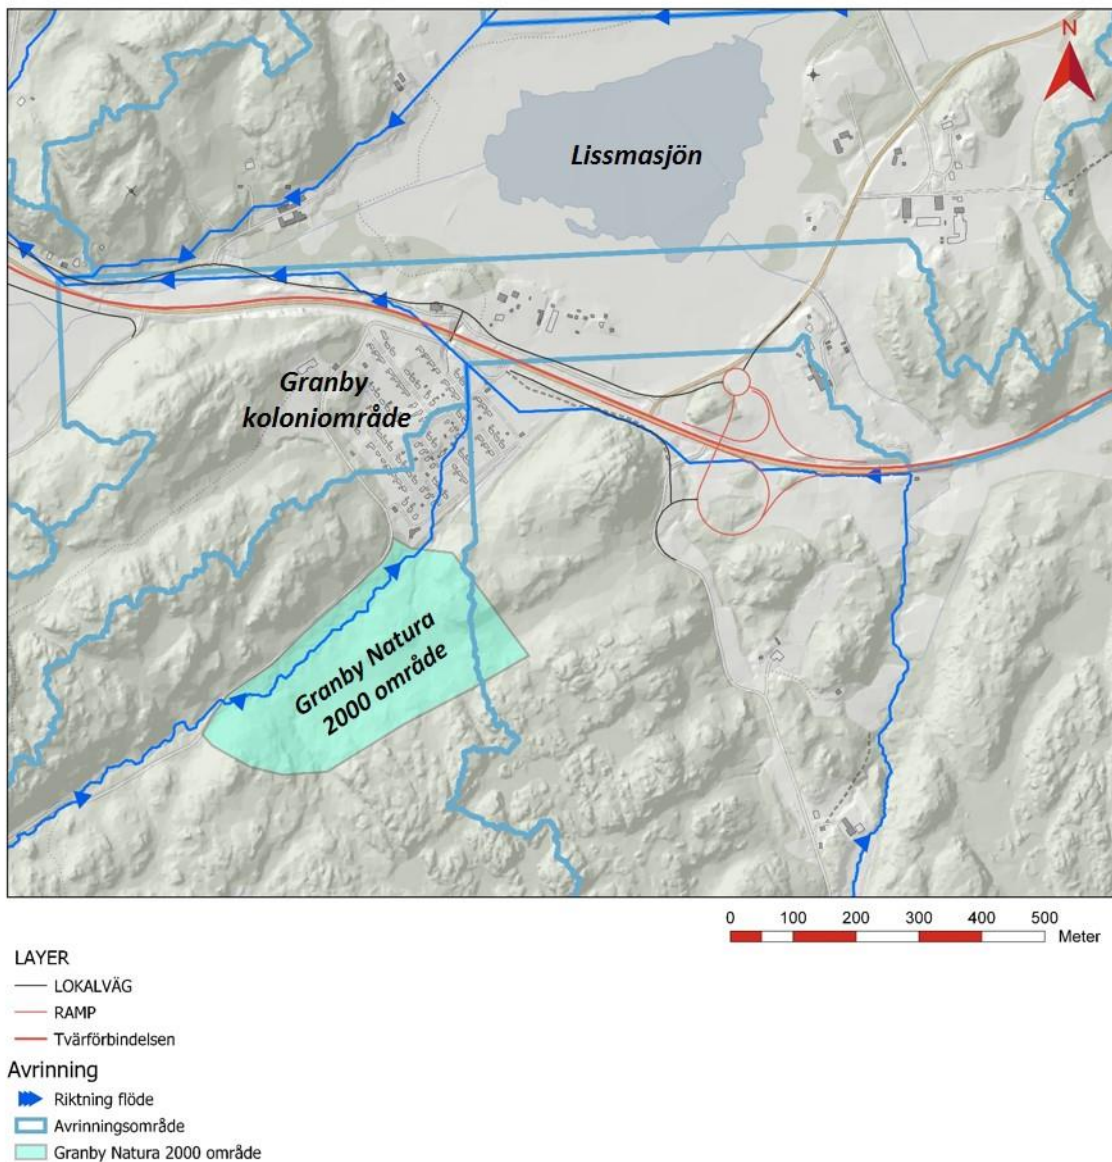 N
Lissmasjön
Granby
koloniområde
Granby Natura
2000 område
0 100 200 300 400 500
Meter
LAYER
LOKALVÄG
RAMP
Tvärförbindelsen
Avrinning
Riktning flöde
Avrinningsområde
Granby Natura 2000 område